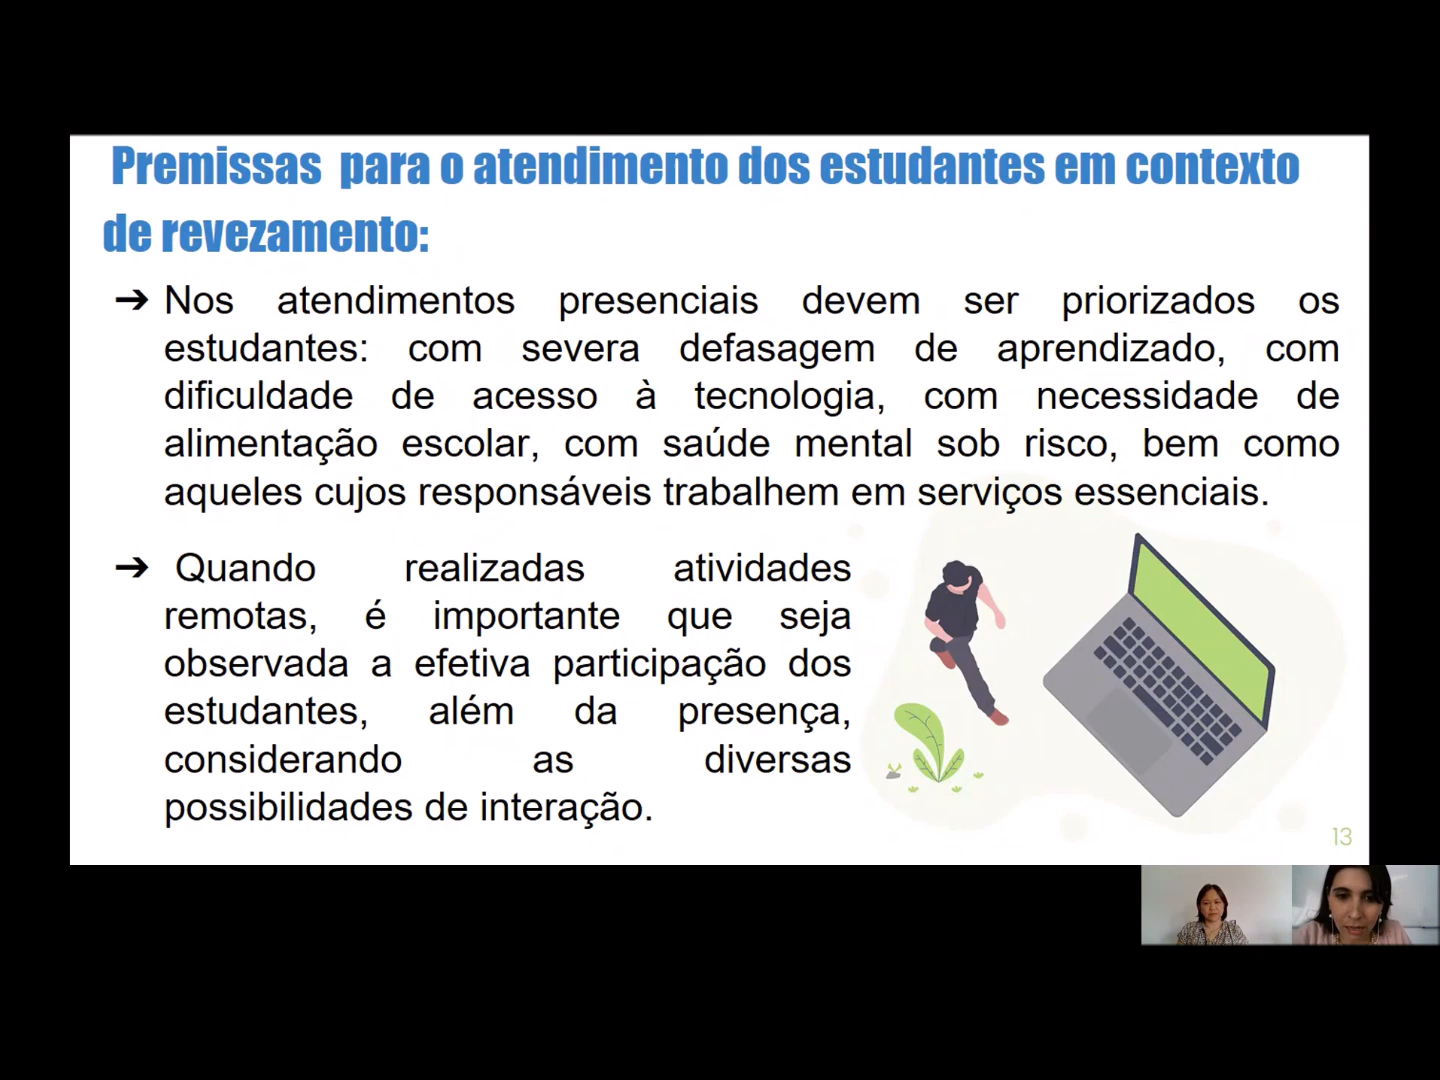 Premissas para o atendimento dos estudantes em contexto
de revezamento:
➔ Nos atendimentos presenciais devem ser priorizados os
estudantes: com severa defasagem de aprendizado, com
dificuldade de acesso à tecnologia, com necessidade de
alimentação escolar, com saúde mental sob risco, bem como
aqueles cujos responsáveis trabalhem em serviços essenciais.
➔ Quando realizadas atividades
remotas, é importante que seja
observada a efetiva participação dos
estudantes, além da presença,
considerando as diversas
possibilidades de interação.
13